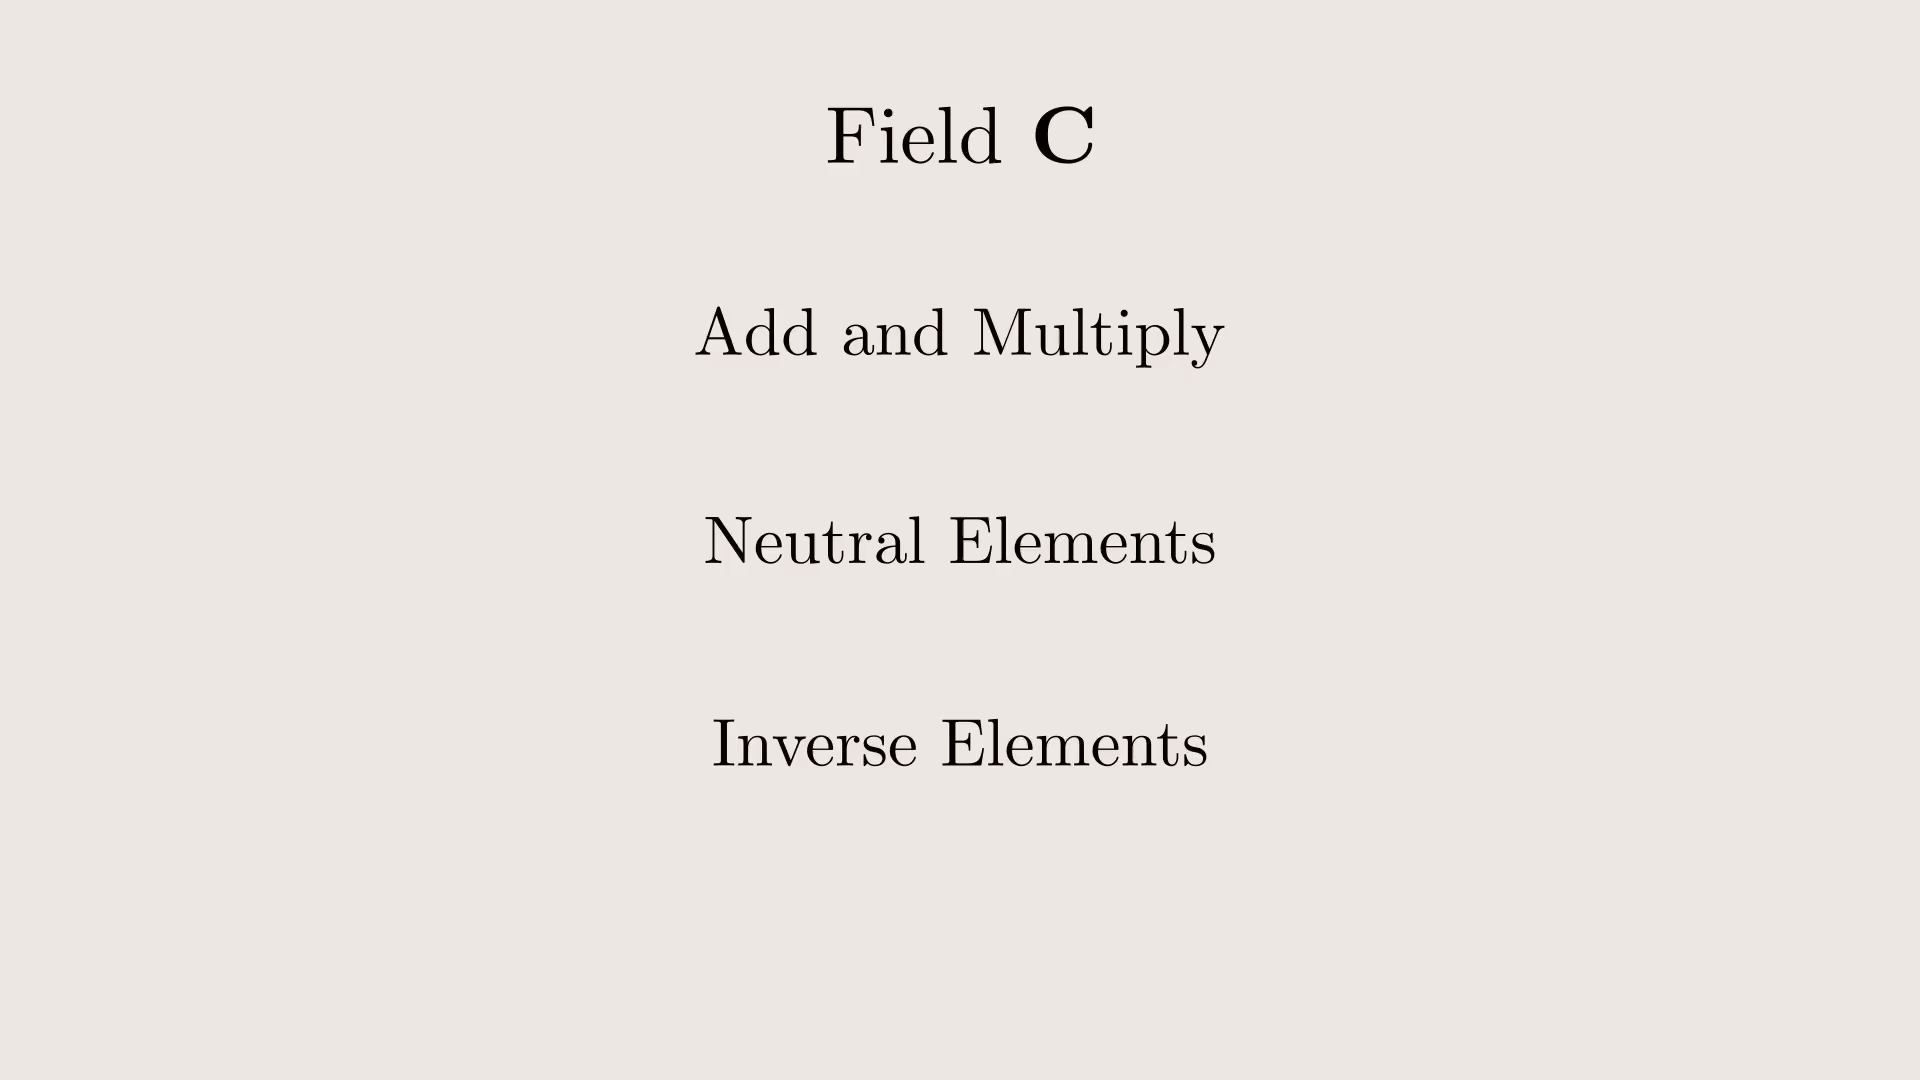 Field C
Add and Multiply
Neutral Elements
Inverse Elements